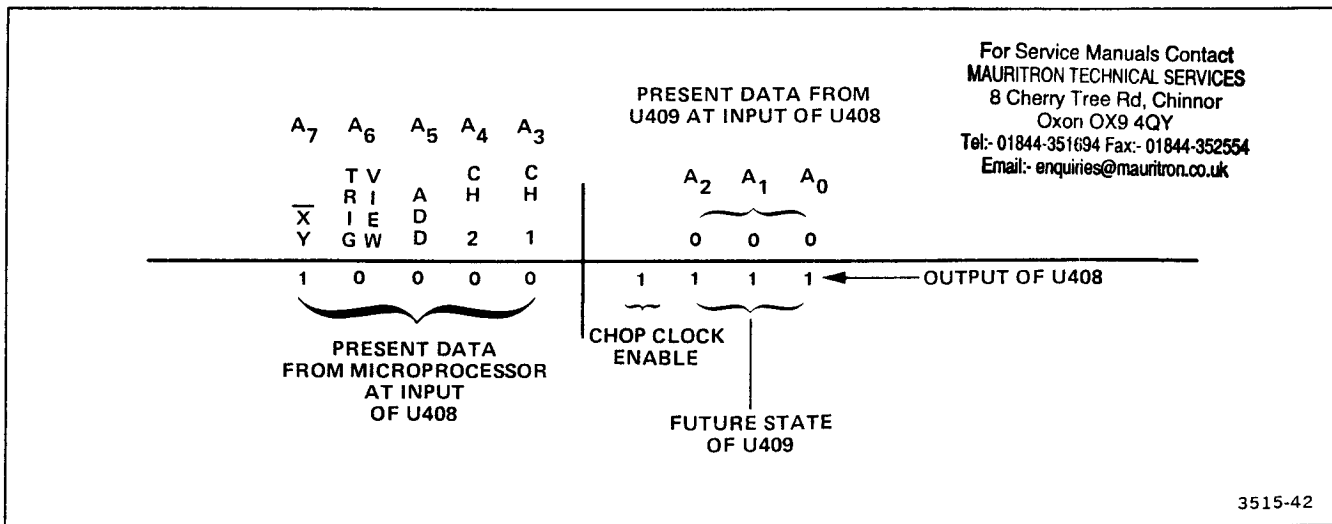 For Service Manuals Contact
MAURITRON TECHNICAL SERVICES
8 Cherry Tree Rd, Chinnor
Oxon OX9 4QY
Tel:- 01844-351694 Fax:- 01844-352554
Email:- enquiries@mauritron.co.uk
PRESENT DATA FROM
U409 AT INPUT OF U408
A7 A6 A5 A4 A3
X̅Y TRIG VIEW ADD CH 2 CH 1
A2 A1 A0
0 0 0
1 0 0 0 0 1 1 1 1 OUTPUT OF U408
PRESENT DATA
FROM MICROPROCESSOR
AT INPUT
OF U408
CHOP CLOCK
ENABLE
FUTURE STATE
OF U409
3515-42